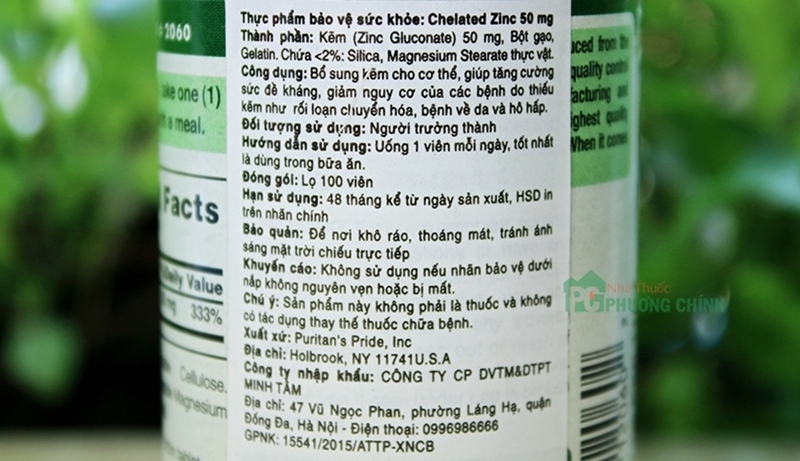 2060
take one (1)
a meal.
Facts
Daily Value
333%
Cellulose.
Magnesium
Thực phẩm bảo vệ sức khỏe: Chelated Zinc 50 mg
Thành phần: Kẽm (Zinc Gluconate) 50 mg, Bột gạo,
Gelatin. Chứa <2%: Silica, Magnesium Stearate thực vật.
Công dụng: Bổ sung kẽm cho cơ thể, giúp tăng cường
sức đề kháng, giảm nguy cơ của các bệnh do thiếu
kẽm như rối loạn chuyển hóa, bệnh về da và hô hấp.
Đối tượng sử dụng: Người trưởng thành
Hướng dẫn sử dụng: Uống 1 viên mỗi ngày, tốt nhất
là dùng trong bữa ăn.
Đóng gói: Lọ 100 viên
Hạn sử dụng: 48 tháng kể từ ngày sản xuất, HSD in
trên nhãn chính
Bảo quản: Để nơi khô ráo, thoáng mát, tránh ánh
sáng mặt trời chiếu trực tiếp
Khuyến cáo: Không sử dụng nếu nhãn bảo vệ dưới
nắp không nguyên vẹn hoặc bị mất.
Chú ý: Sản phẩm này không phải là thuốc và không
có tác dụng thay thế thuốc chữa bệnh.
Xuất xứ: Puritan's Pride, Inc
Địa chỉ: Holbrook, NY 11741U.S.A
Công ty nhập khẩu: CÔNG TY CP DVTM&DTPT
MINH TÂM
Địa chỉ: 47 Vũ Ngọc Phan, phường Láng Hạ, quận
Đống Đa, Hà Nội - Điện thoại: 0996986666
GPNK: 15541/2015/ATTP-XNCB
from the
quality control
facturing and
highest quality
When it comes
Nhà Thuốc
PHƯƠNG CHÍNH